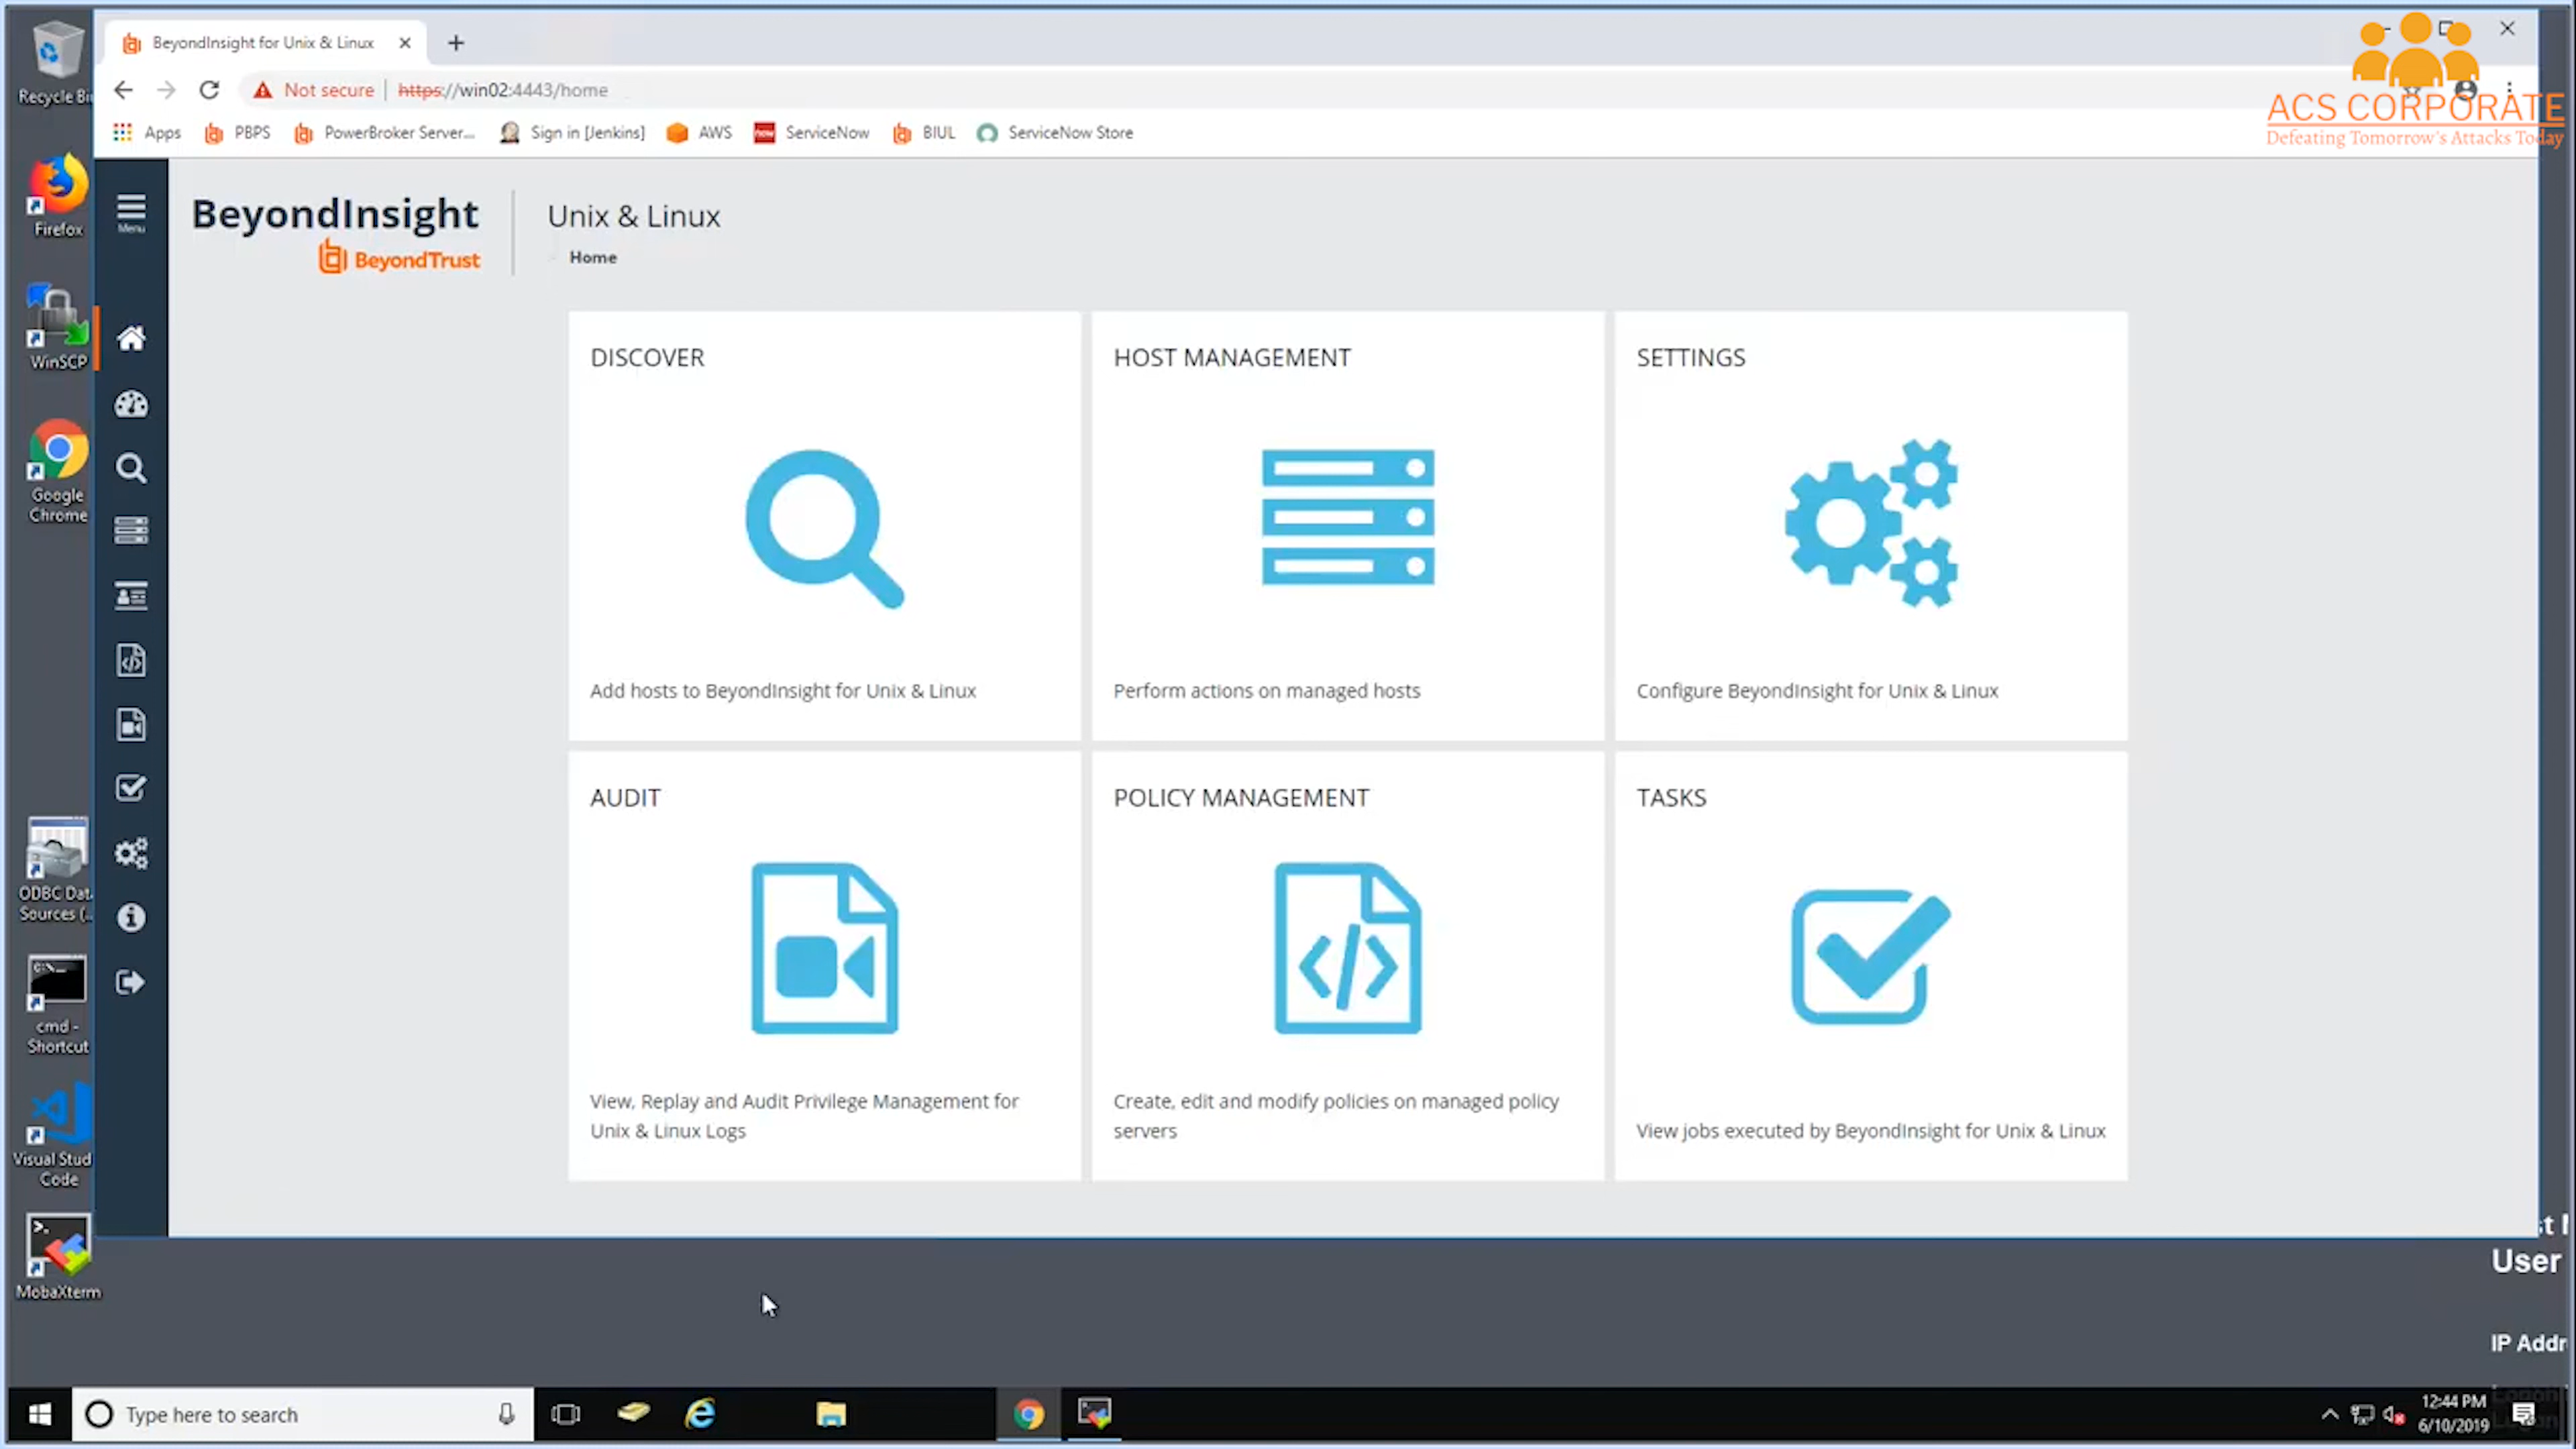 BeyondInsight for Unix & Linux
Not secure
https://win02:4443/home
Apps
PBPS
PowerBroker Server...
Sign in [Jenkins]
AWS
ServiceNow
BIUL
ServiceNow Store
ACS CORPORATE
Defeating Tomorrow's Attacks Today
Recycle Bi
Firefox
WinSCP
Google
Chrome
ODBC Dat
Sources (...
cmd -
Shortcut
Visual Stud
Code
MobaXterm
Menu
BeyondInsight
BeyondTrust
Unix & Linux
Home
DISCOVER
Add hosts to BeyondInsight for Unix & Linux
HOST MANAGEMENT
Perform actions on managed hosts
SETTINGS
Configure BeyondInsight for Unix & Linux
AUDIT
View, Replay and Audit Privilege Management for
Unix & Linux Logs
POLICY MANAGEMENT
Create, edit and modify policies on managed policy
servers
TASKS
View jobs executed by BeyondInsight for Unix & Linux
User
IP Addr
Type here to search
12:44 PM
6/10/2019